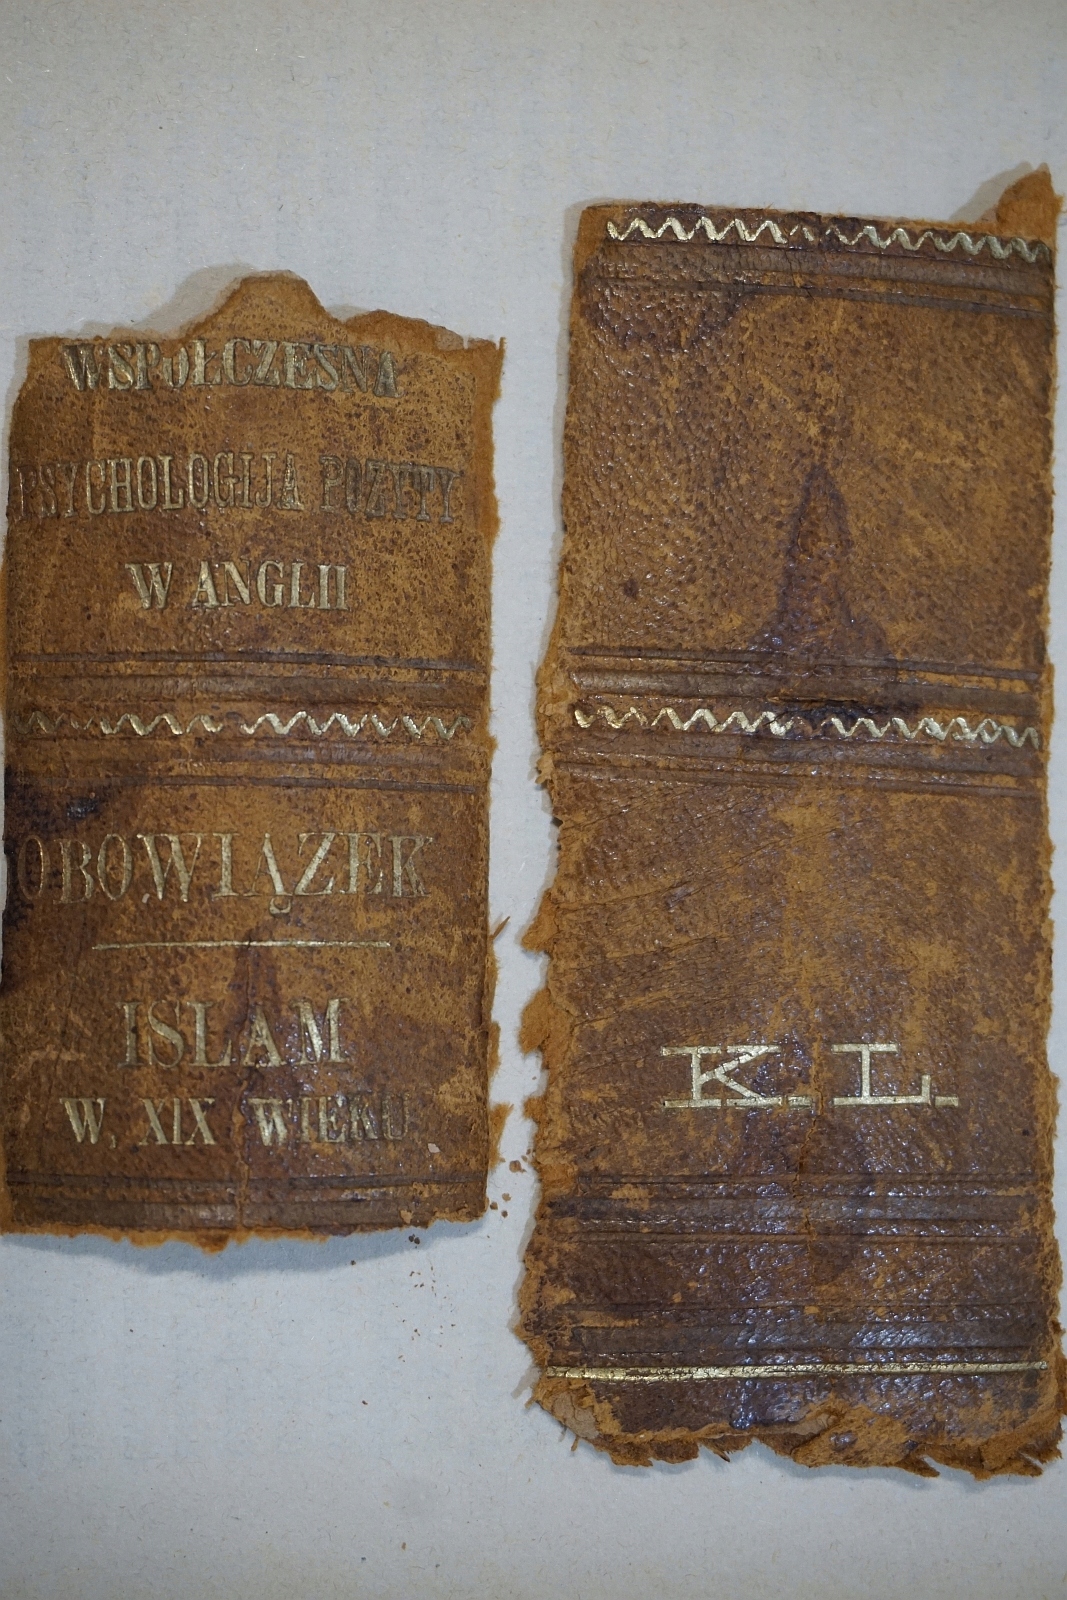 WSPÓŁCZESNA
PSYCHOLOGIJA POZYTY
W ANGLII
OBOWIĄZEK
ISLAM
W, XIX WIEKU
K. L.